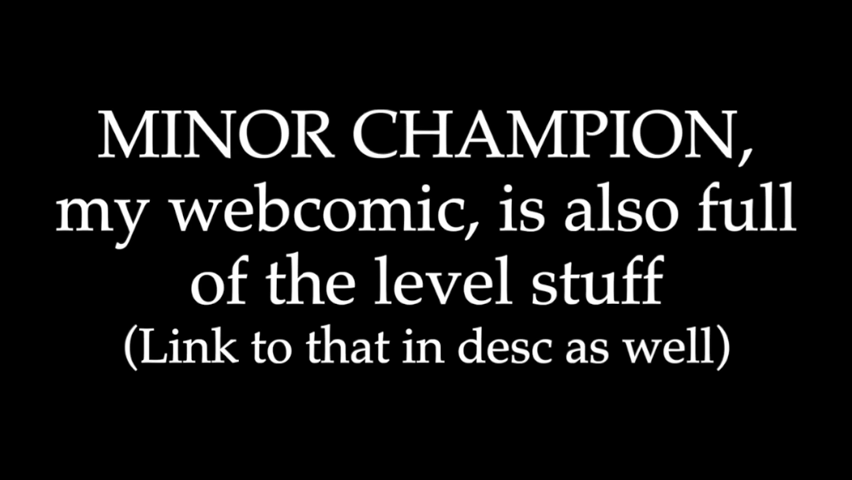 MINOR CHAMPION,
my webcomic, is also full
of the level stuff
(Link to that in desc as well)